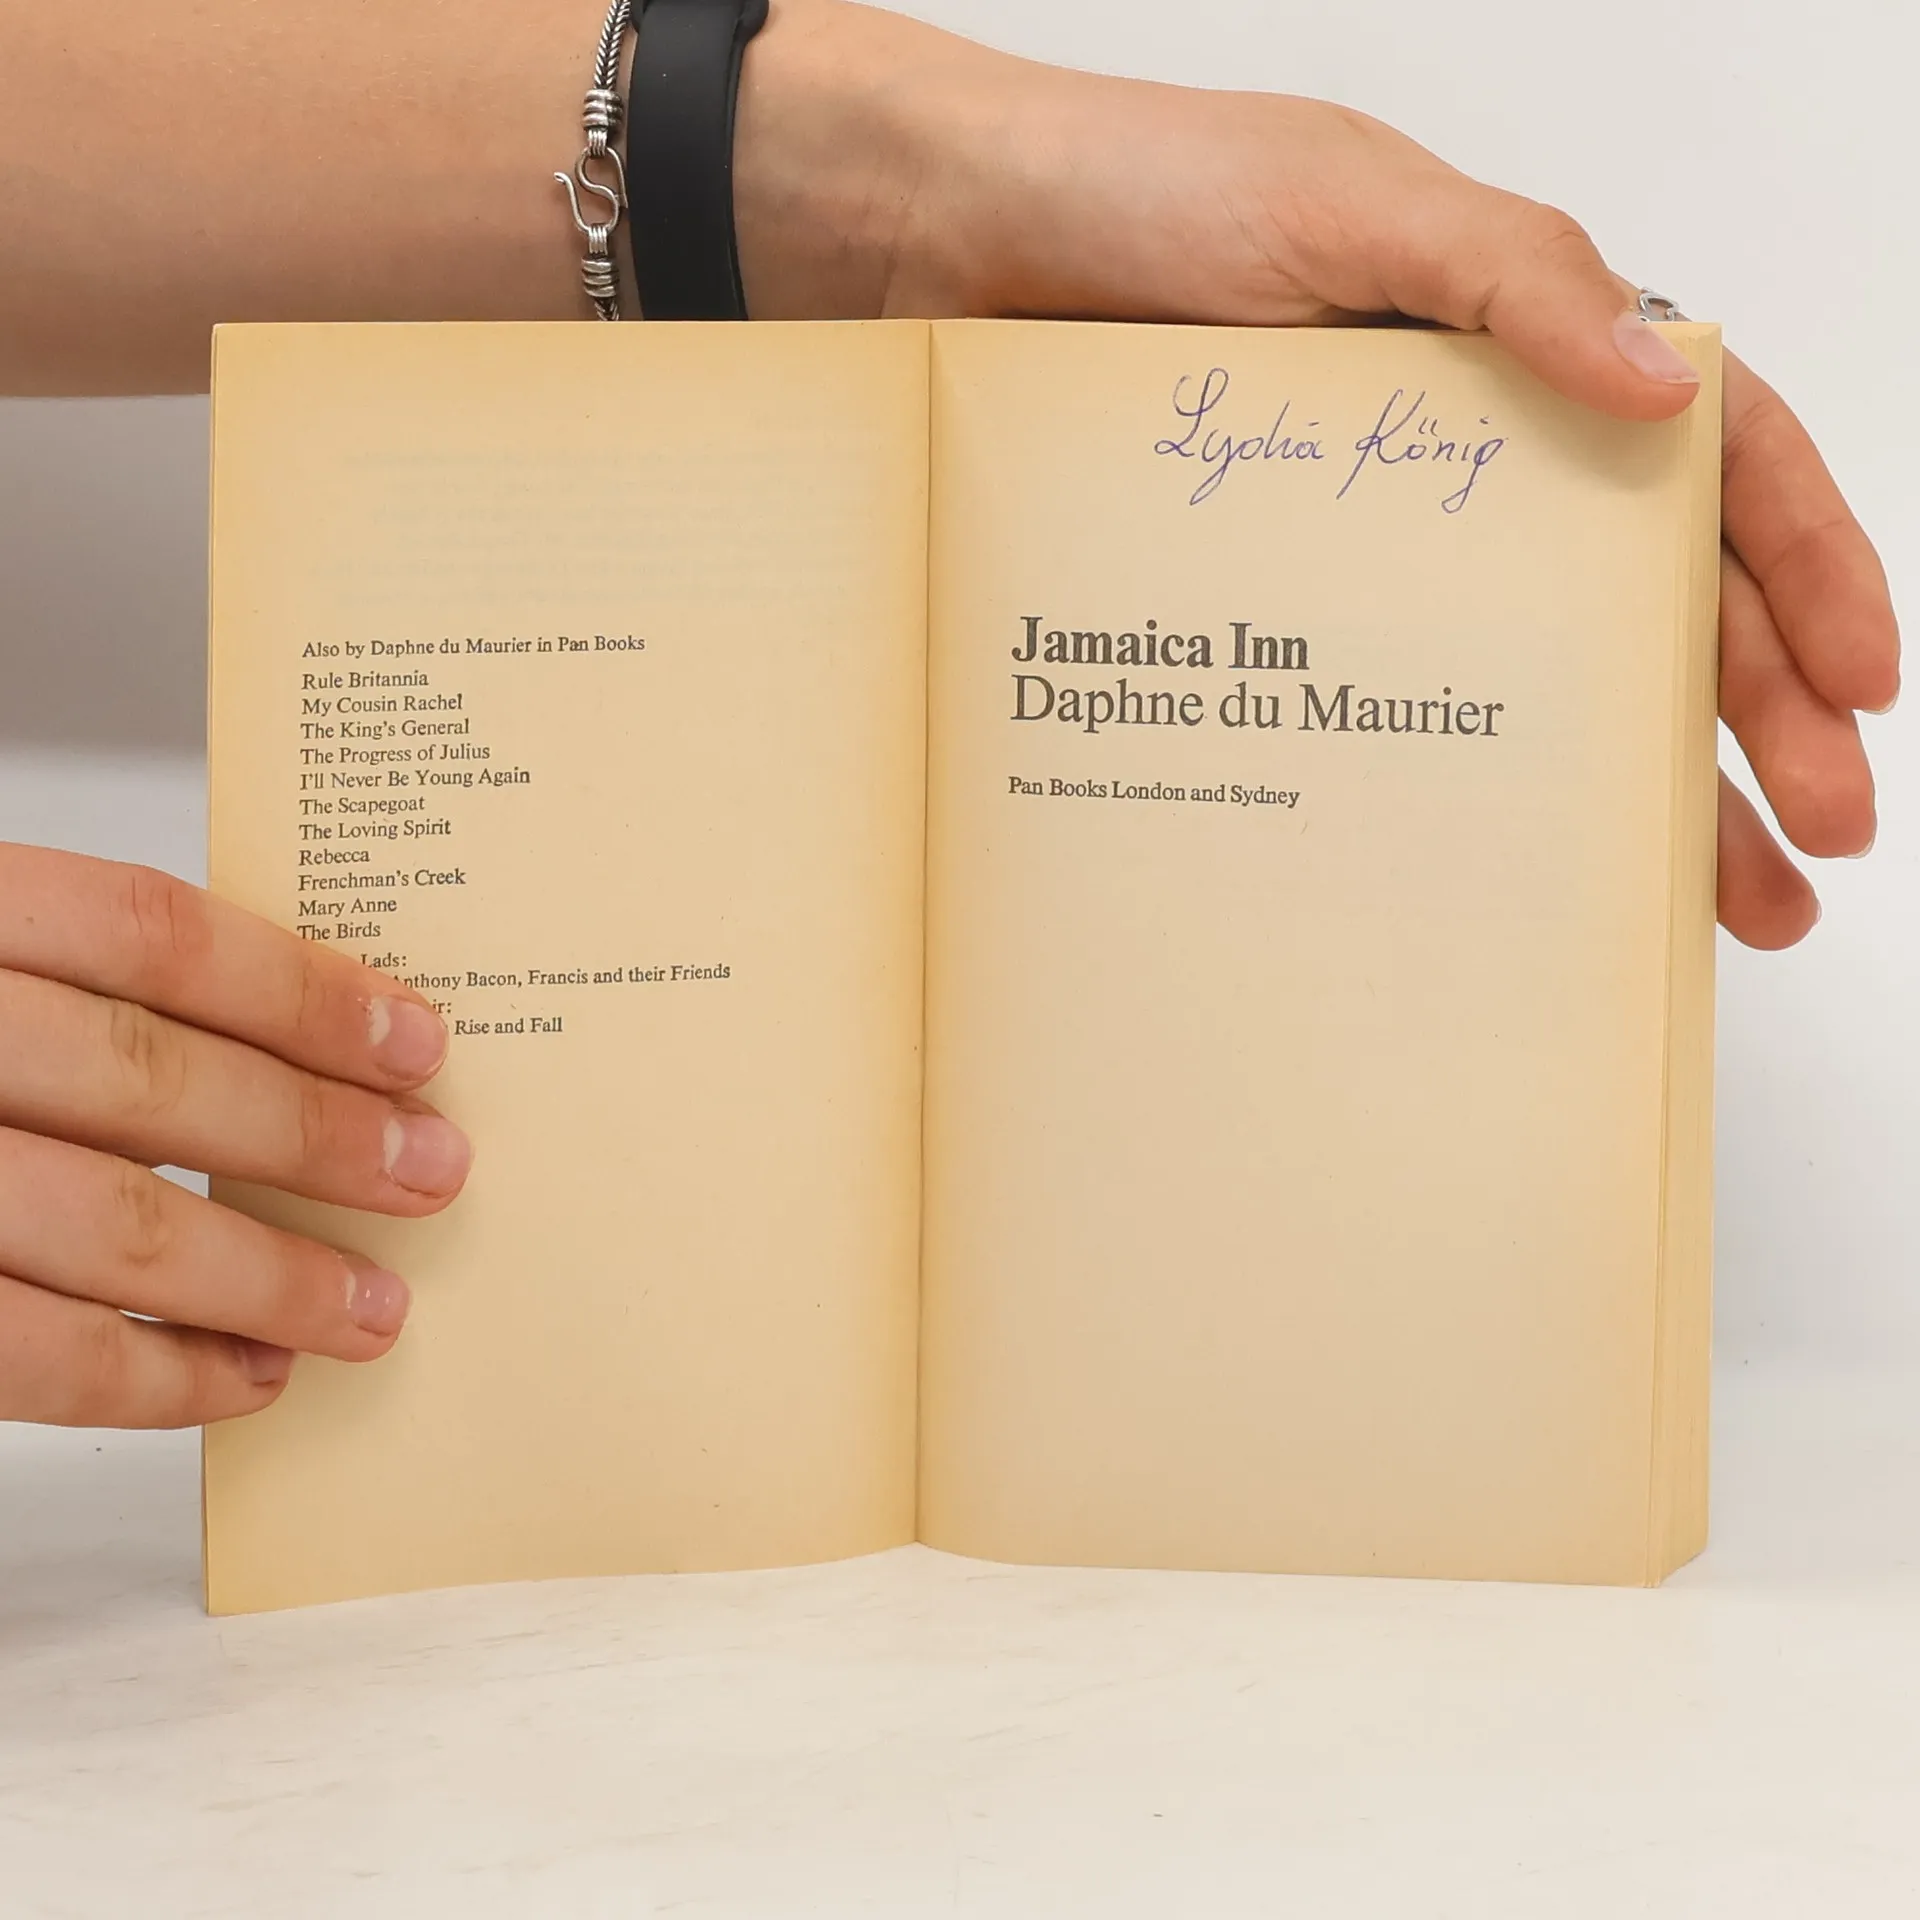 Also by Daphne du Maurier in Pan Books
Rule Britannia
My Cousin Rachel
The King's General
The Progress of Julius
I'll Never Be Young Again
The Scapegoat
The Loving Spirit
Rebecca
Frenchman's Creek
Mary Anne
The Birds
Lads:
Bacon, Francis and their Friends
Rise and Fall
Lydia König
Jamaica Inn
Daphne du Maurier
Pan Books London and Sydney